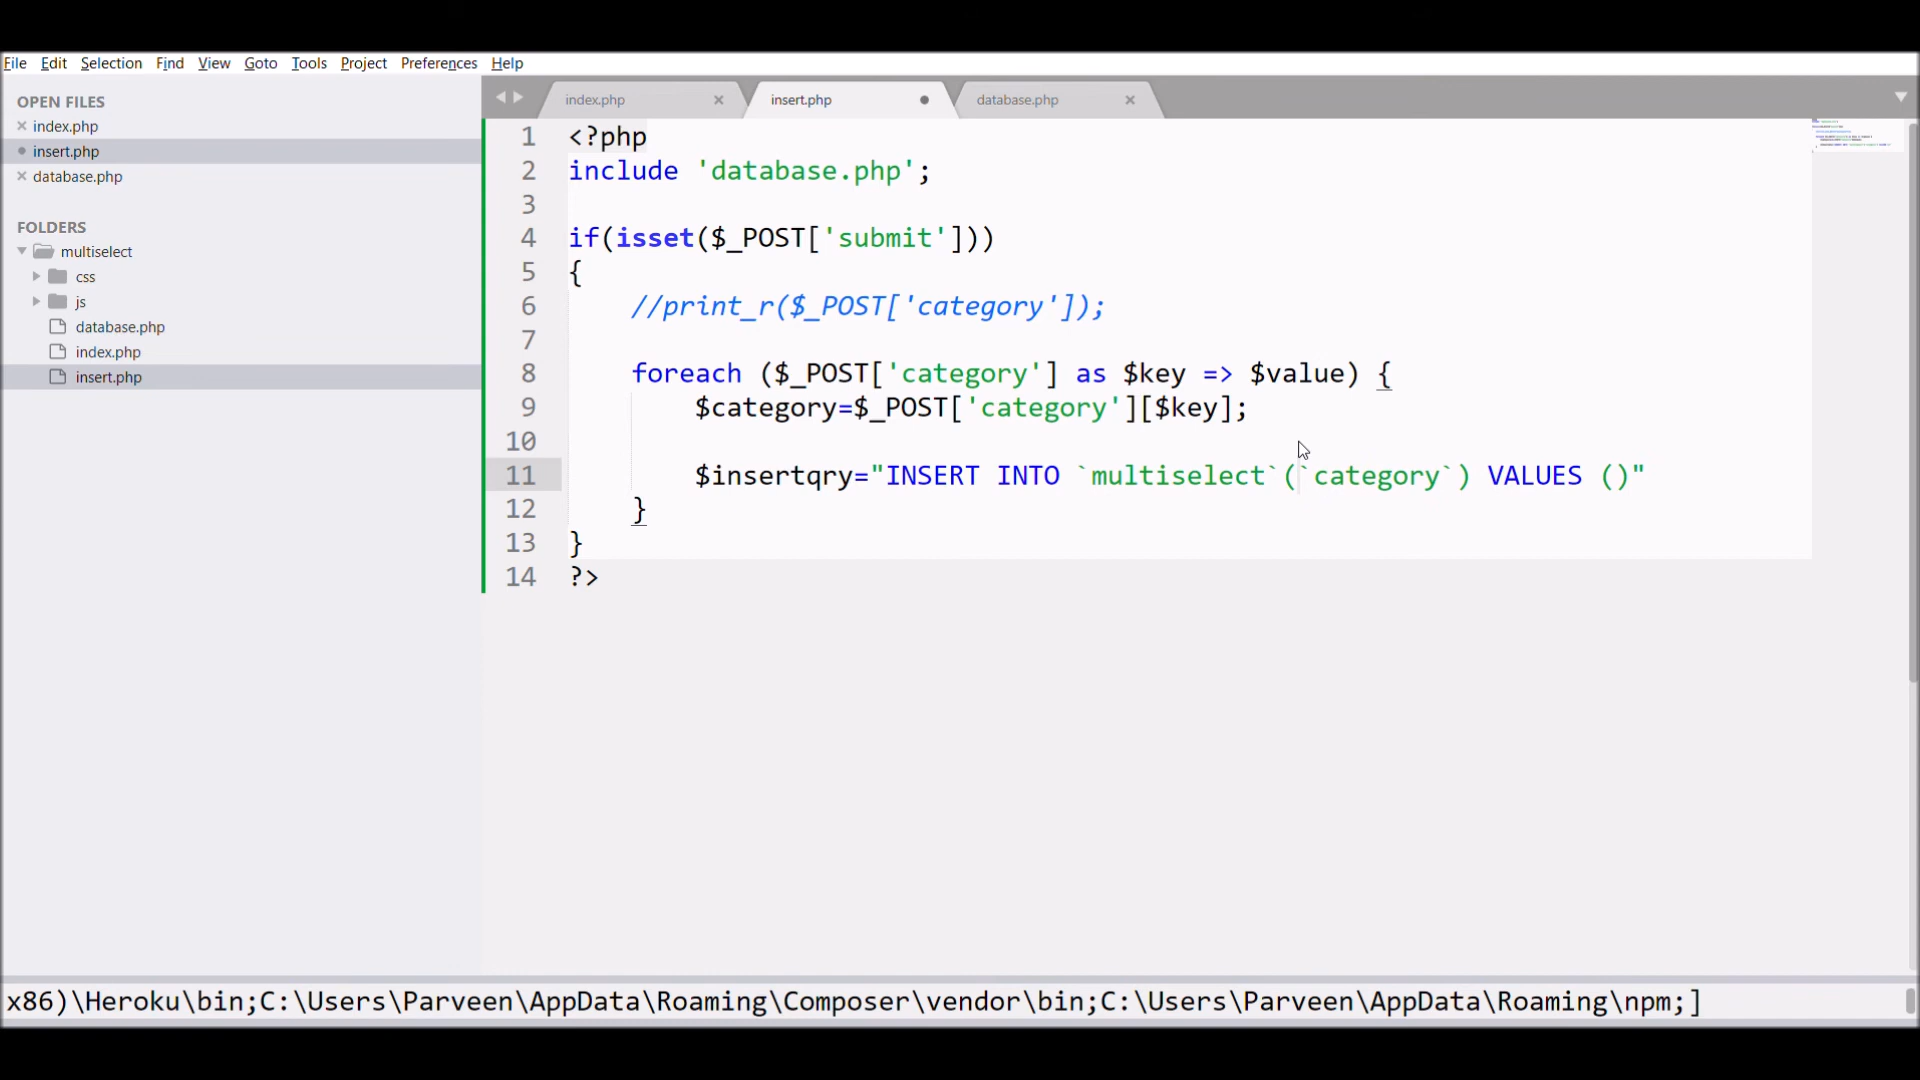 File Edit Selection Find View Goto Tools Project Preferences Help
OPEN FILES
index.php
insert.php
database.php
FOLDERS
multiselect
css
js
database.php
index.php
insert.php
index.php insert.php database.php
1 <?php
2 include 'database.php';
3
4 if(isset($_POST['submit']))
5 {
6 //print_r($_POST['category']);
7
8 foreach ($_POST['category'] as $key => $value) {
9 $category=$_POST['category'][$key];
10
11 $insertqry="INSERT INTO `multiselect`(`category`) VALUES ()"
12 }
13 }
14 ?>
x86)\Heroku\bin;C:\Users\Parveen\AppData\Roaming\Composer\vendor\bin;C:\Users\Parveen\AppData\Roaming\npm;]